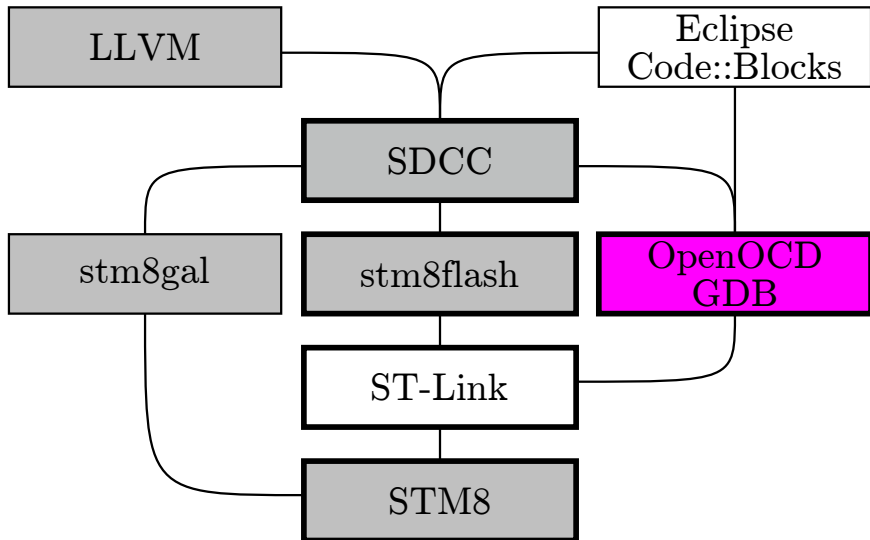 LLVM
Eclipse
Code::Blocks
SDCC
stm8gal
stm8flash
OpenOCD
GDB
ST-Link
STM8